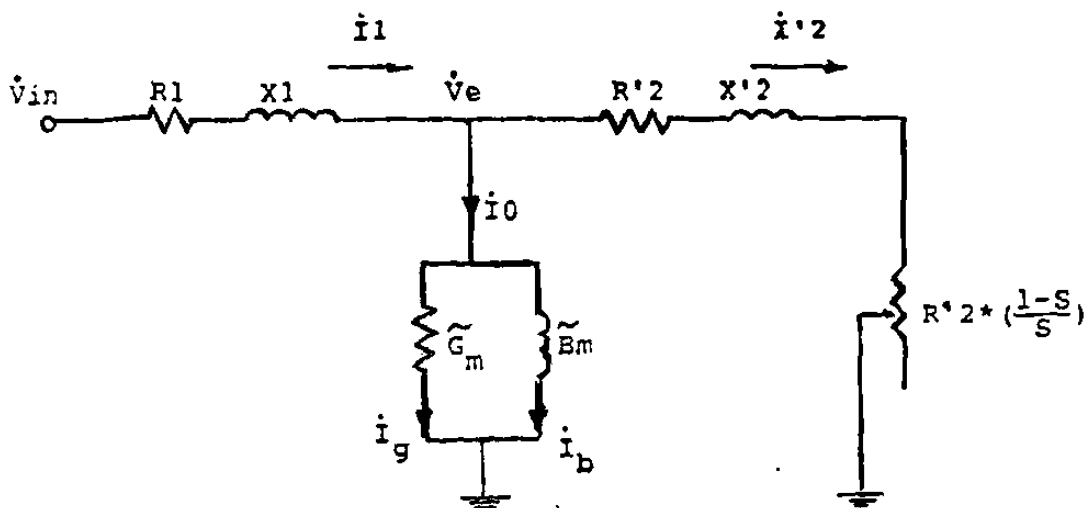 İ1
İ'2
V̇in
R1
X1
V̇e
R'2
X'2
İ0
G̃m
B̃m
R'2*(1-S/S)
İg
İb